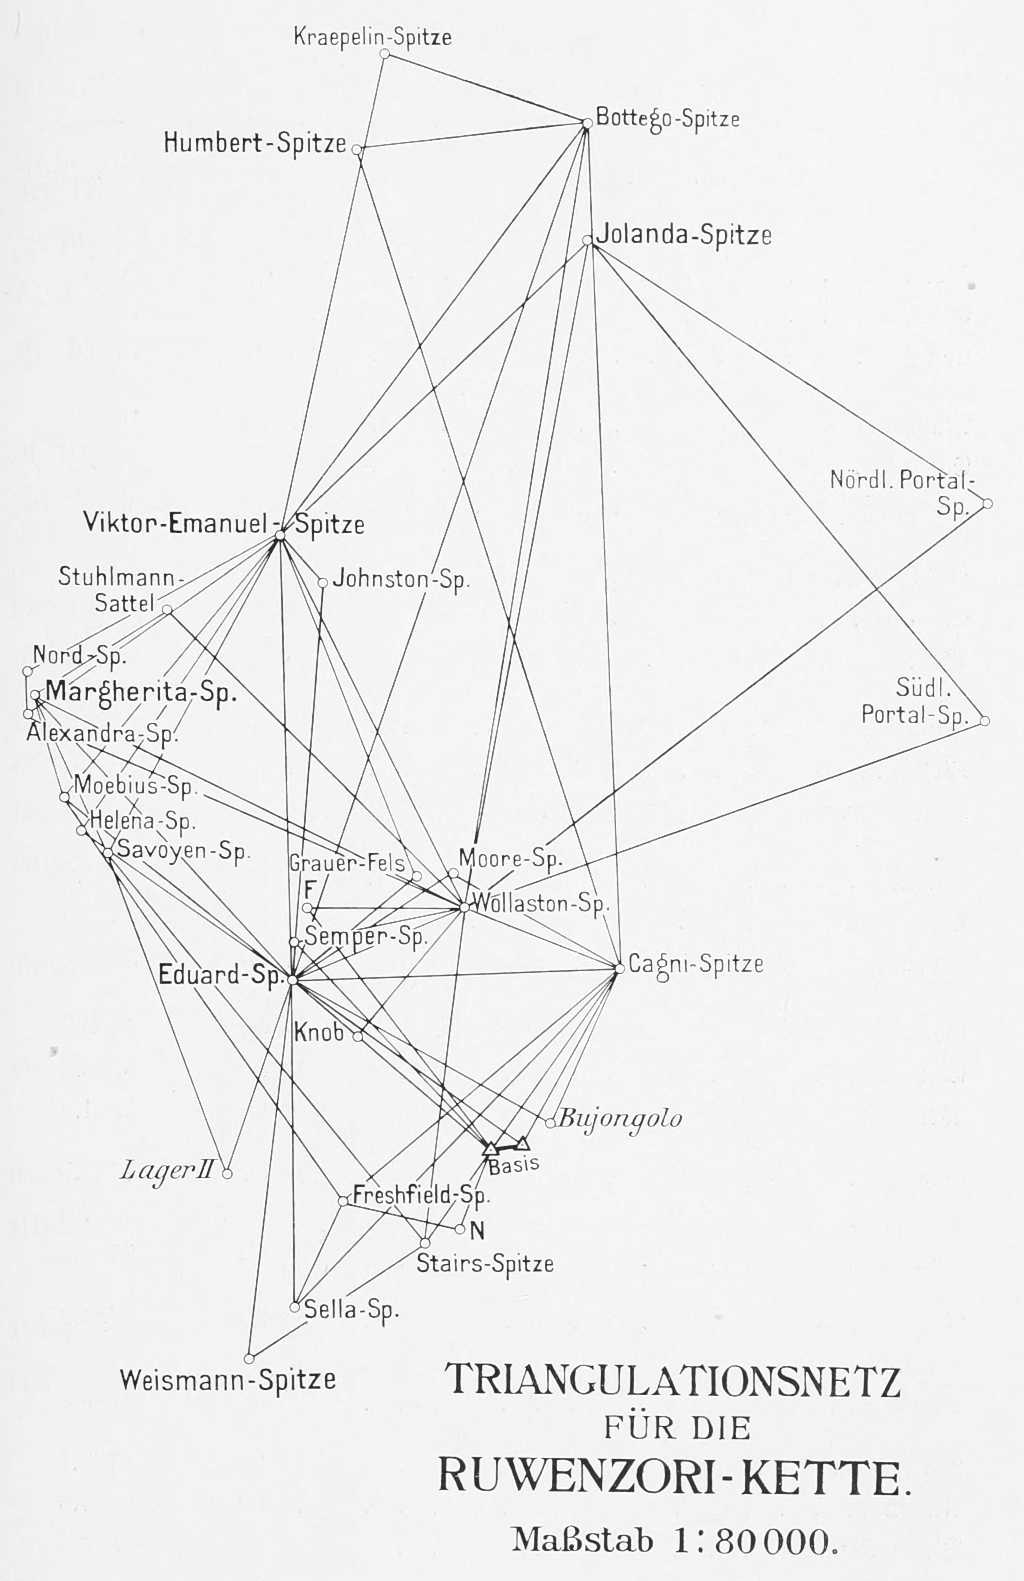 Kraepelin-Spitze
Bottego-Spitze
Humbert-Spitze
Jolanda-Spitze
Nördl. Portal-
Sp.
Viktor-Emanuel-Spitze
Stuhlmann-
Sattel
Johnston-Sp.
Nord-Sp.
Margherita-Sp.
Südl.
Portal-Sp.
Alexandra-Sp.
Moebius-Sp.
Helena-Sp.
Savoyen-Sp.
Grauer-Fels
Moore-Sp.
F
Wollaston-Sp.
Semper-Sp.
Eduard-Sp.
Cagni-Spitze
Knob
Bujongolo
Lager II
Basis
Freshfield-Sp.
N
Stairs-Spitze
Sella-Sp.
Weismann-Spitze
TRIANGULATIONSNETZ
FÜR DIE
RUWENZORI-KETTE.
Maßstab 1:80000.